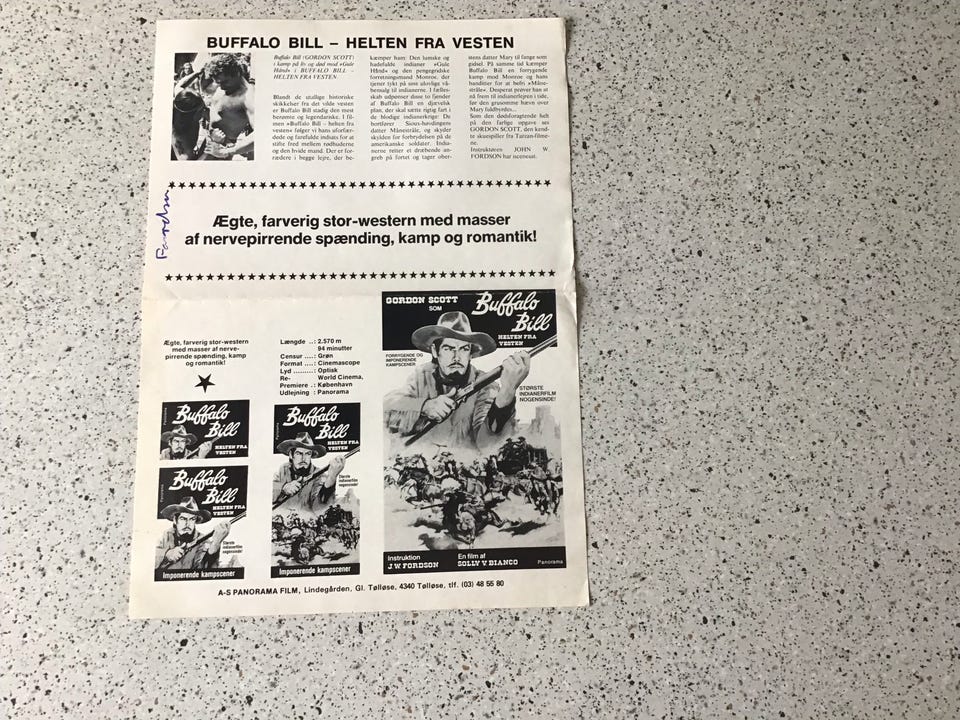 BUFFALO BILL – HELTEN FRA VESTEN
Buffalo Bill (GORDON SCOTT)
i kamp på liv og død mod »Gule
Hånd« i BUFFALO BILL –
HELTEN FRA VESTEN
Blandt de utallige historiske
skikkelser fra det vilde vesten
er Buffalo Bill stadig den mest
berømte og legendariske. I fil-
men »Buffalo Bill – helten fra
vesten« følger vi hans uforfær-
dede og farefulde indsats for at
stifte fred mellem rødhuderne
og den hvide mand. Der er for-
rædere i begge lejre, der be-
kæmper ham: Den lumske og
hadefulde indianer »Gule
Hånd« og den pengegriske
forretningsmand Monroe, der
tjener tykt på sine ulovlige vå-
bensalg til indianerne. I fælles-
skab udpønser disse to fjender
af Buffalo Bill en djævelsk
plan, der skal sætte rigtig fart i
de blodige indianerkrige: De
bortfører Sioux-høvdingens
datter Månestråle, og skyder
skylden for forbrydelsen på de
amerikanske soldater. India-
nerne retter et dræbende an-
greb på fortet og tager ober-
stens datter Mary til fange som
gidsel. På samme tid kæmper
Buffalo Bill en forrygende
kamp mod Monroe og hans
banditter for at befri »Måne-
stråle«. Desperat prøver han at
nå frem til indianerlejren i tide,
før den grusomme hævn over
Mary fuldbyrdes...
Som den dødsforagtende helt
på den farlige opgave ses
GORDON SCOTT, den kend-
te skuespiller fra Tarzan-filme-
ne.
Instruktøren JOHN W.
FORDSON har iscenesat.
Fordson
Ægte, farverig stor-western med masser
af nervepirrende spænding, kamp og romantik!
Ægte, farverig stor-western
med masser af nerve-
pirrende spænding, kamp
og romantik!
Længde ..: 2.570 m
94 minutter
Censur ....: Grøn
Format ....: Cinemascope
Lyd .........: Optisk
Re- World Cinema,
Premiere .: København
Udlejning : Panorama
GORDON SCOTT
SOM
Buffalo
Bill
HELTEN FRA
VESTEN
FORRYGENDE OG
IMPONERENDE
KAMPSCENER
STØRSTE
INDIANERFILM
NOGENSINDE!
Instruktion
J W FORDSON
En film af
SOLLY V BIANCO
Panorama
Buffalo
Bill
HELTEN FRA
VESTEN
Buffalo
Bill
HELTEN FRA
VESTEN
Største
indianerfilm
nogensinde!
Imponerende kampscener
Buffalo
Bill
HELTEN FRA
VESTEN
Største
indianerfilm
nogensinde!
Imponerende kampscener
A-S PANORAMA FILM, Lindegården, Gl. Tølløse, 4340 Tølløse, tlf. (03) 48 55 80